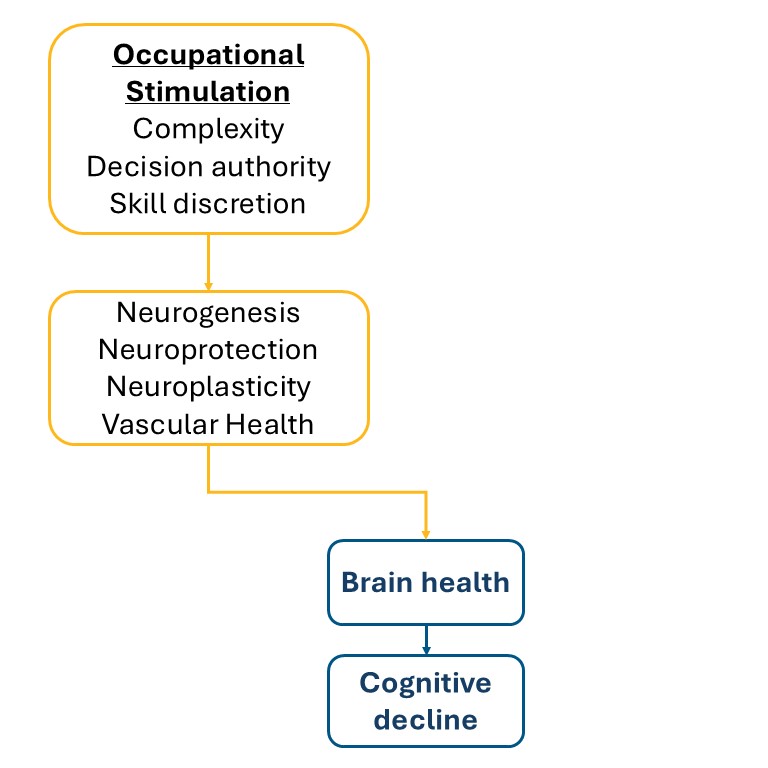 Occupational
Stimulation
Complexity
Decision authority
Skill discretion
Neurogenesis
Neuroprotection
Neuroplasticity
Vascular Health
Brain health
Cognitive
decline